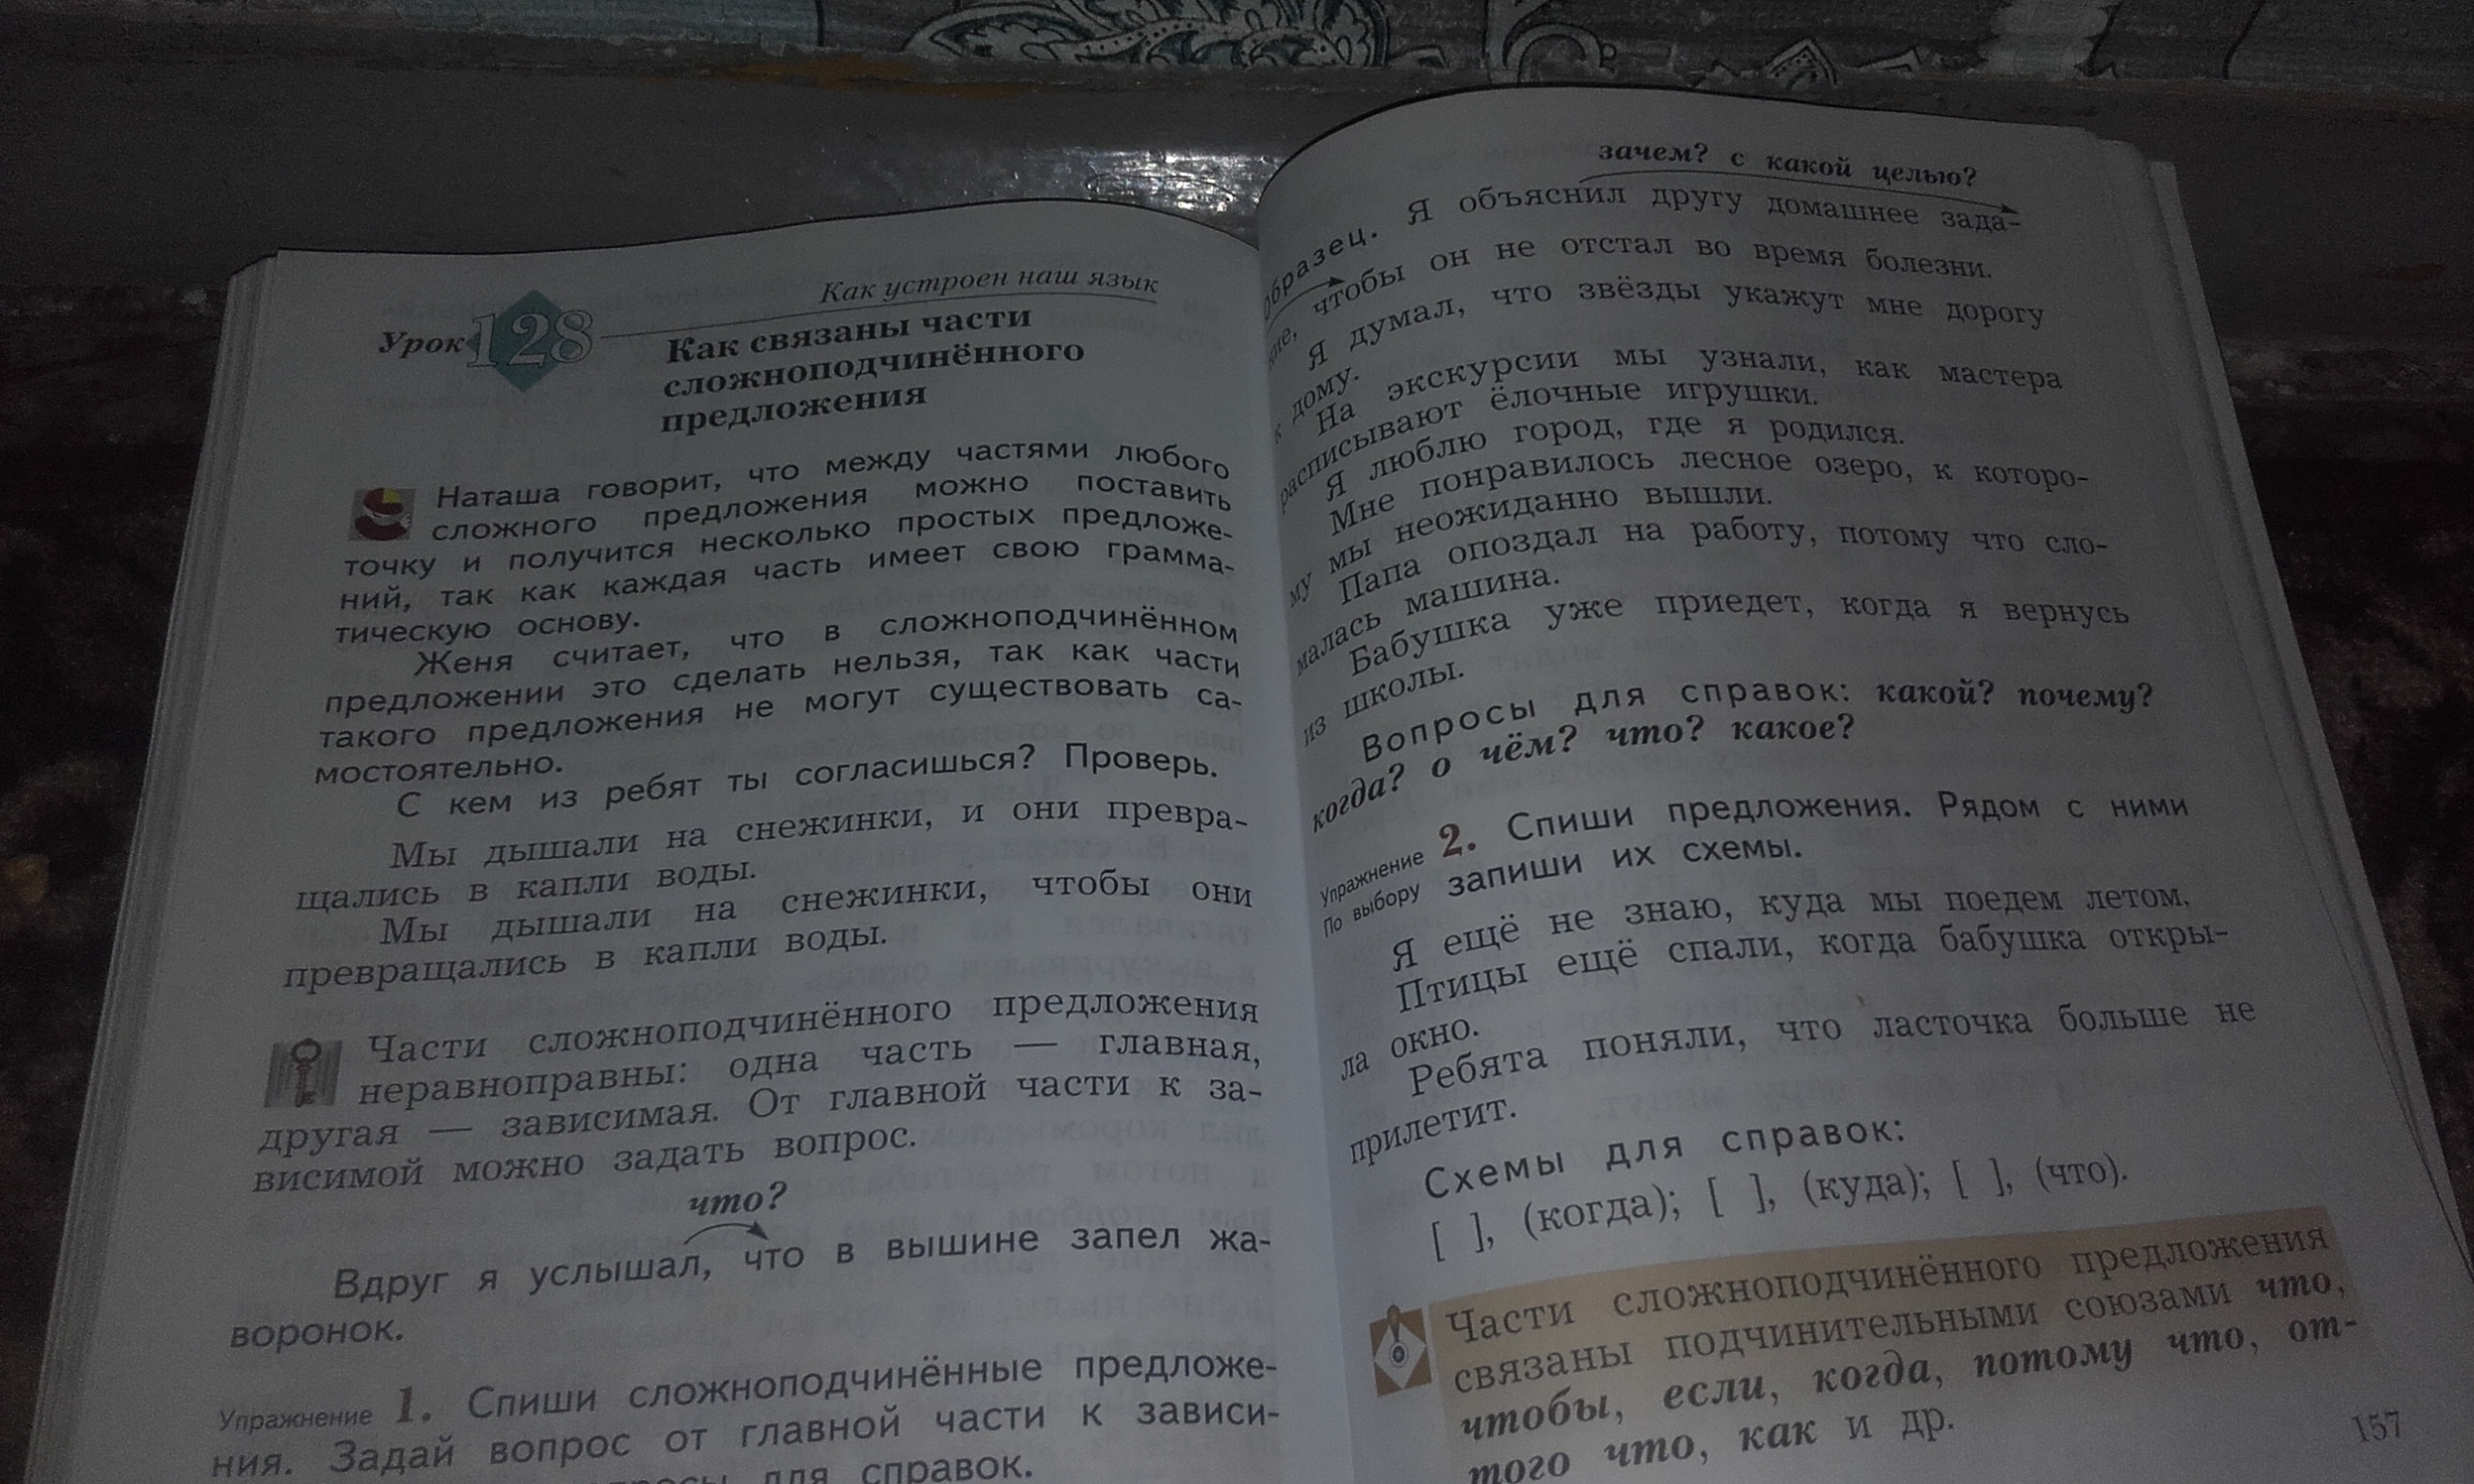 Как устроен наш язык
Урок 128
Как связаны части
сложноподчинённого
предложения
Наташа говорит, что между частями любого
сложного предложения можно поставить
точку и получится несколько простых предложе-
ний, так как каждая часть имеет свою грамма-
тическую основу.
Женя считает, что в сложноподчинённом
предложении это сделать нельзя, так как части
такого предложения не могут существовать са-
мостоятельно.
С кем из ребят ты согласишься? Проверь.
Мы дышали на снежинки, и они превра-
щались в капли воды.
Мы дышали на снежинки, чтобы они
превращались в капли воды.
Части сложноподчинённого предложения
неравноправны: одна часть — главная,
другая — зависимая. От главной части к за-
висимой можно задать вопрос.
что?
Вдруг я услышал, что в вышине запел жа-
воронок.
Упражнение 1. Спиши сложноподчинённые предложе-
ния. Задай вопрос от главной части к зависи-
для справок.
зачем? с какой целью?
Образец. Я объяснил другу домашнее зада-
ние, чтобы он не отстал во время болезни.
Я думал, что звёзды укажут мне дорогу
к дому.
На экскурсии мы узнали, как мастера
расписывают ёлочные игрушки.
Я люблю город, где я родился.
Мне понравилось лесное озеро, к которо-
му мы неожиданно вышли.
Папа опоздал на работу, потому что сло-
малась машина.
Бабушка уже приедет, когда я вернусь
из школы.
Вопросы для справок: какой? почему?
когда? о чём? что? какое?
Упражнение 2. Спиши предложения. Рядом с ними
По выбору запиши их схемы.
Я ещё не знаю, куда мы поедем летом.
Птицы ещё спали, когда бабушка откры-
ла окно.
Ребята поняли, что ласточка больше не
прилетит.
Схемы для справок:
[ ], (когда); [ ], (куда); [ ], (что).
Части сложноподчинённого предложения
связаны подчинительными союзами что,
чтобы, если, когда, потому что, от-
того что, как и др.
157